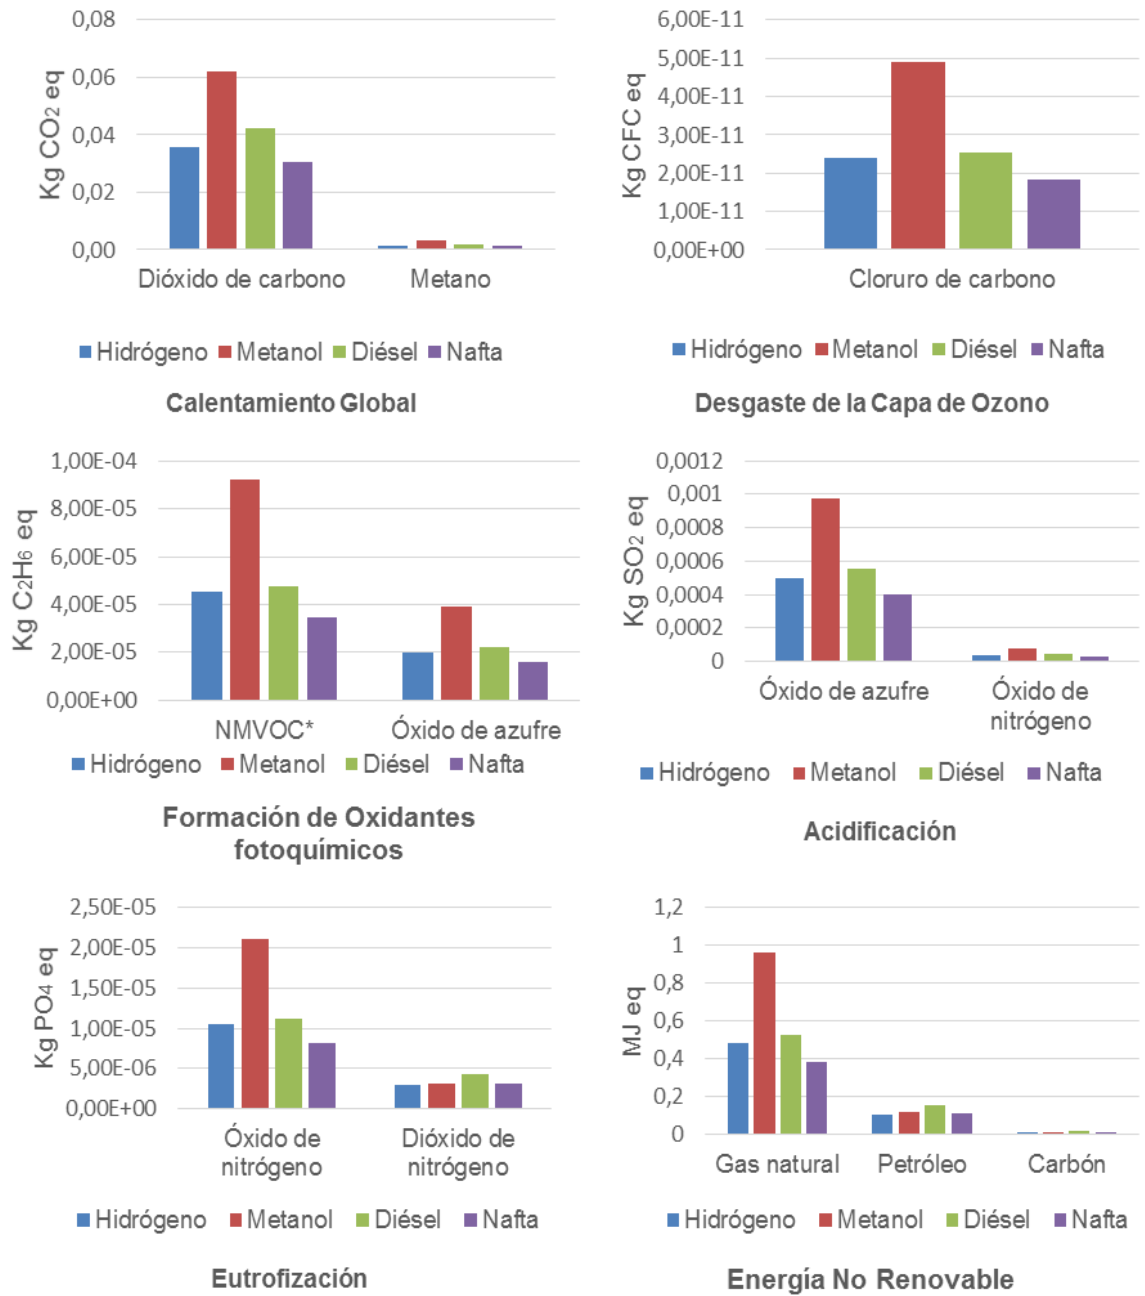 0,08
0,06
0,04
0,02
0,00
Kg CO2 eq
Dióxido de carbono Metano
Hidrógeno Metanol Diésel Nafta
Calentamiento Global
6,00E-11
5,00E-11
4,00E-11
3,00E-11
2,00E-11
1,00E-11
0,00E+00
Kg CFC eq
Cloruro de carbono
Hidrógeno Metanol Diésel Nafta
Desgaste de la Capa de Ozono
1,00E-04
8,00E-05
6,00E-05
4,00E-05
2,00E-05
0,00E+00
Kg C2H6 eq
NMVOC* Óxido de azufre
Hidrógeno Metanol Diésel Nafta
Formación de Oxidantes
fotoquímicos
0,0012
0,001
0,0008
0,0006
0,0004
0,0002
0
Kg SO2 eq
Óxido de azufre Óxido de
nitrógeno
Hidrógeno Metanol Diésel Nafta
Acidificación
2,50E-05
2,00E-05
1,50E-05
1,00E-05
5,00E-06
0,00E+00
Kg PO4 eq
Óxido de Dióxido de
nitrógeno nitrógeno
Hidrógeno Metanol Diésel Nafta
Eutrofización
1,2
1
0,8
0,6
0,4
0,2
0
MJ eq
Gas natural Petróleo Carbón
Hidrógeno Metanol Diésel Nafta
Energía No Renovable